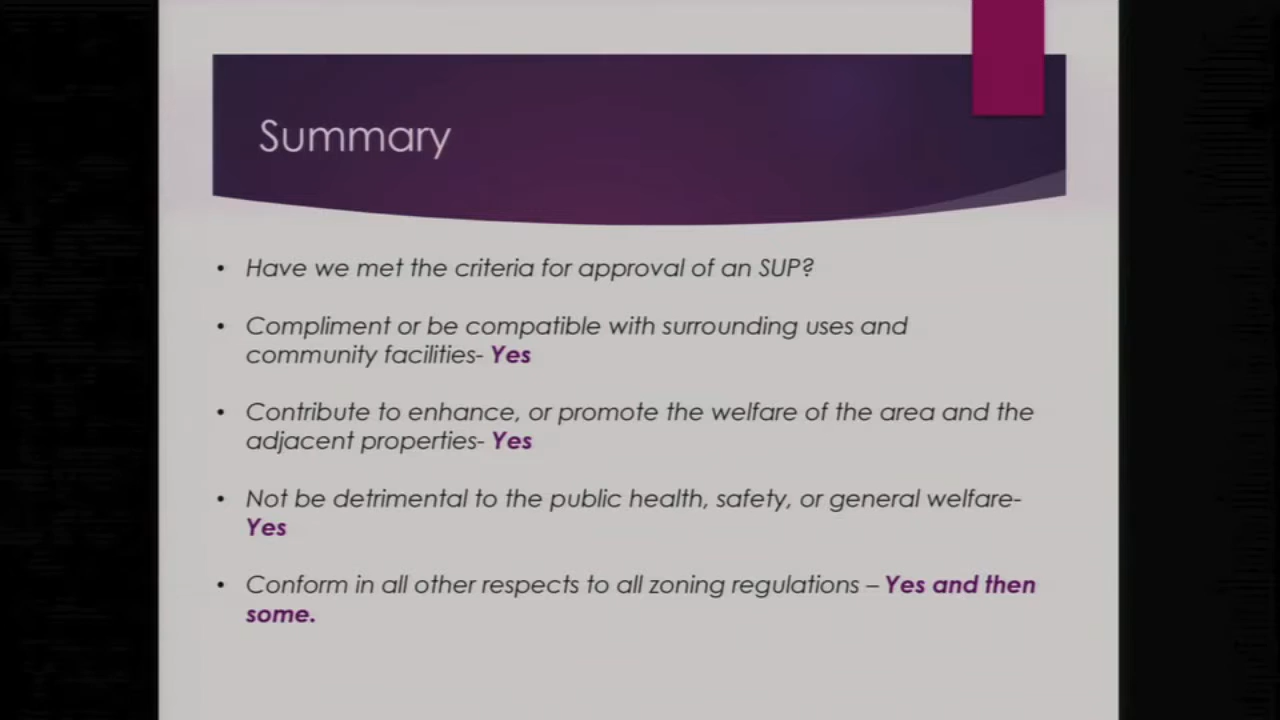 Summary
• Have we met the criteria for approval of an SUP?
• Compliment or be compatible with surrounding uses and
community facilities- Yes
• Contribute to enhance, or promote the welfare of the area and the
adjacent properties- Yes
• Not be detrimental to the public health, safety, or general welfare-
Yes
• Conform in all other respects to all zoning regulations – Yes and then
some.